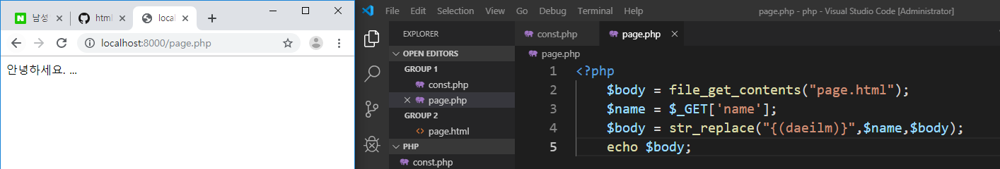 남성
html
local
localhost:8000/page.php
안녕하세요. ...
File Edit Selection View Go Debug Terminal Help
page.php - php - Visual Studio Code [Administrator]
EXPLORER
OPEN EDITORS
GROUP 1
const.php
page.php
GROUP 2
page.html
PHP
const.php
const.php
page.php
page.php
1 <?php
2 $body = file_get_contents("page.html");
3 $name = $_GET['name'];
4 $body = str_replace("{(daeilm)}",$name,$body);
5 echo $body;